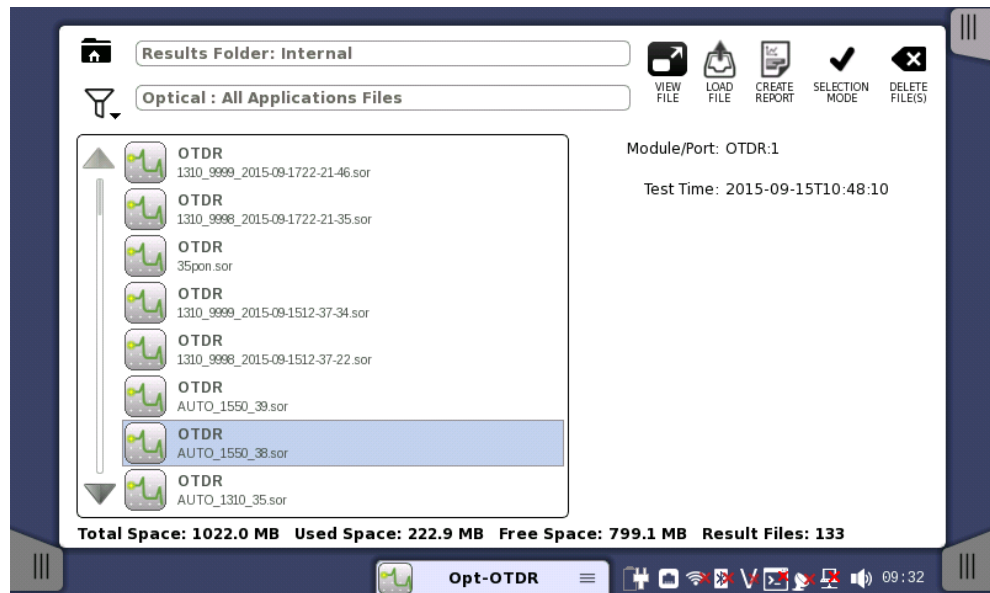 Results Folder: Internal
Optical : All Applications Files
VIEW FILE
LOAD FILE
CREATE REPORT
SELECTION MODE
DELETE FILE(S)
OTDR
1310_9999_2015-09-1722-21-46.sor
OTDR
1310_9998_2015-09-1722-21-35.sor
OTDR
35pon.sor
OTDR
1310_9999_2015-09-1512-37-34.sor
OTDR
1310_9998_2015-09-1512-37-22.sor
OTDR
AUTO_1550_39.sor
OTDR
AUTO_1550_38.sor
OTDR
AUTO_1310_35.sor
Module/Port: OTDR:1
Test Time: 2015-09-15T10:48:10
Total Space: 1022.0 MB Used Space: 222.9 MB Free Space: 799.1 MB Result Files: 133
Opt-OTDR
09:32